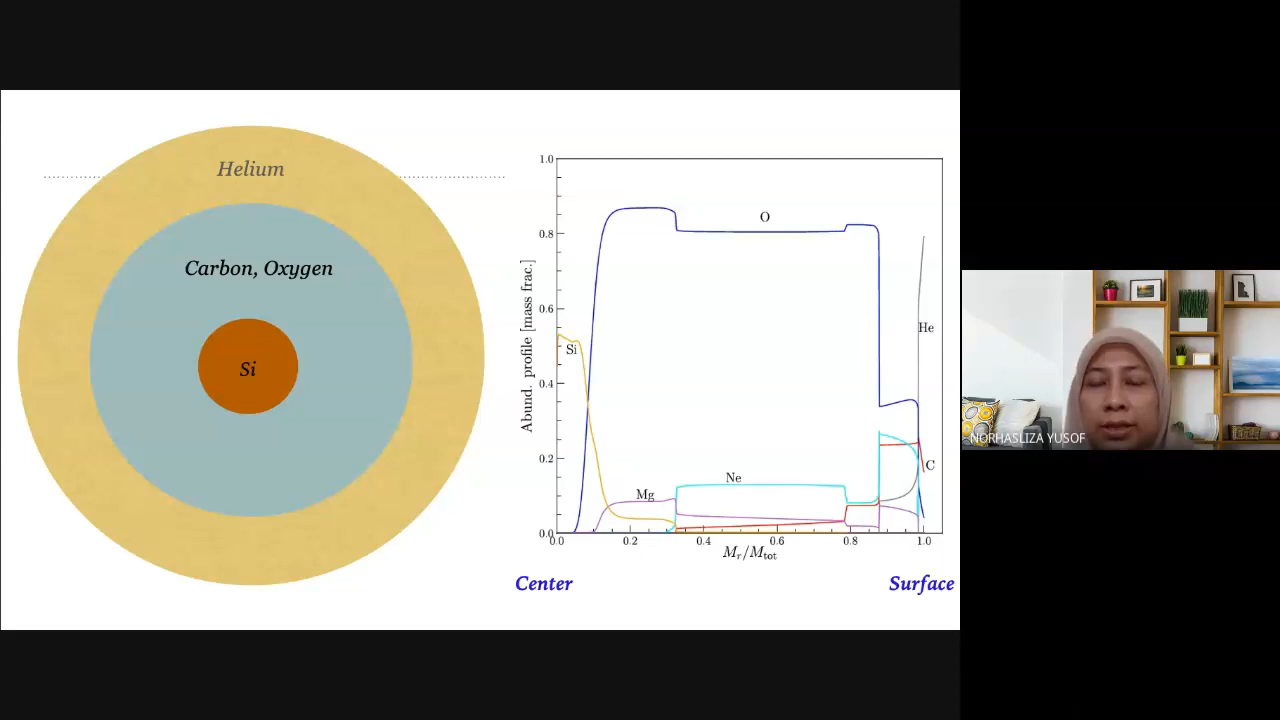 Helium
Carbon, Oxygen
Si
1.0
0.8
0.6
0.4
0.2
0.0
Abund. profile [mass frac.]
O
Si
Mg
Ne
He
C
0.0 0.2 0.4 0.6 0.8 1.0
Mr/Mtot
Center Surface
NORHASLIZA YUSOF